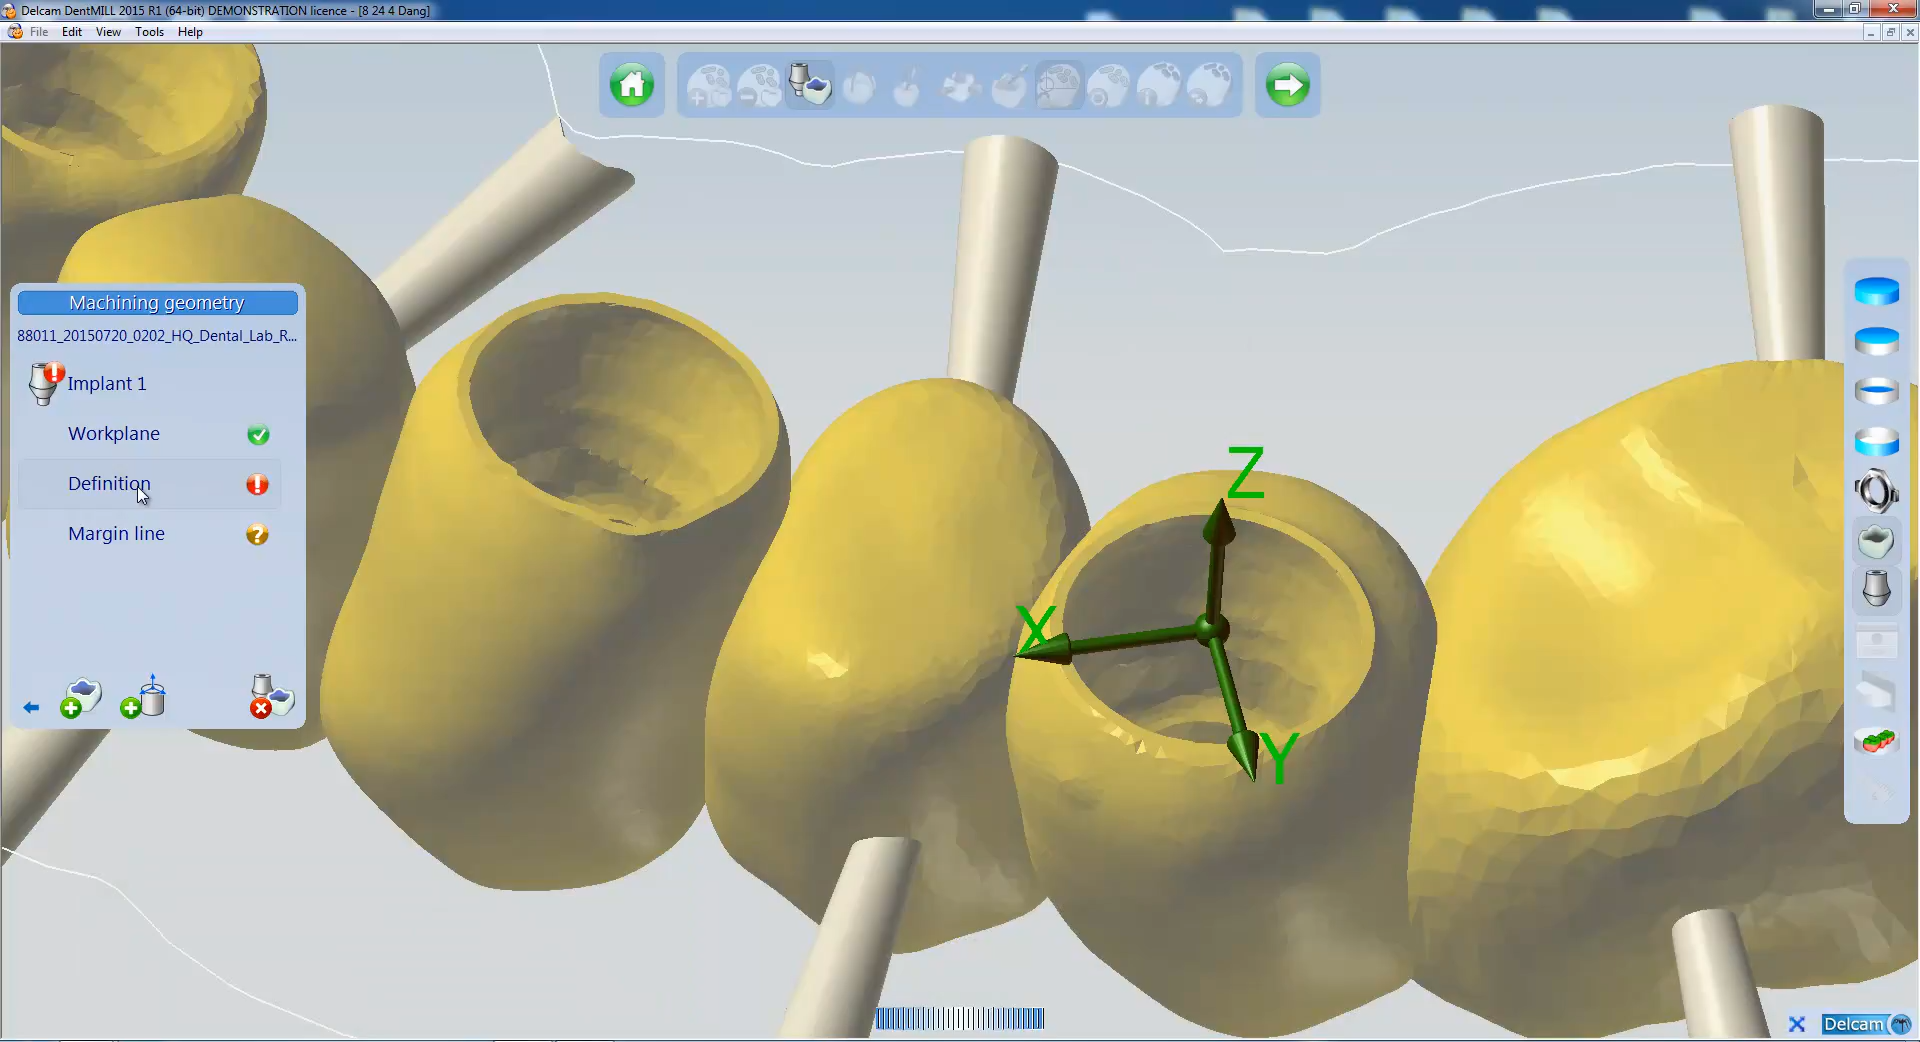 Delcam DentMILL 2015 R1 (64-bit) DEMONSTRATION licence - [8 24 4 Dang]
File Edit View Tools Help
Machining geometry
88011_20150720_0202_HQ_Dental_Lab_R...
Implant 1
Workplane
Definition
Margin line
Z
X
Y
Delcam